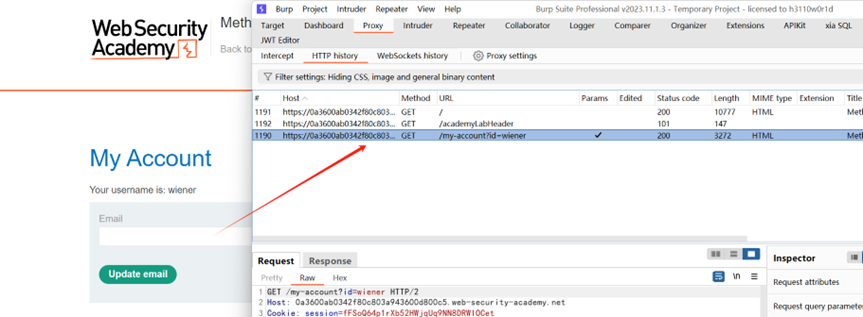 Web Security
Academy
Meth
Back to
My Account
Your username is: wiener
Email
Update email
Burp Project Intruder Repeater View Help
Burp Suite Professional v2023.11.1.3 - Temporary Project - licensed to h3110w0r1d
Target Dashboard Proxy Intruder Repeater Collaborator Logger Comparer Organizer Extensions APIKit xia SQL
JWT Editor
Intercept HTTP history WebSockets history Proxy settings
Filter settings: Hiding CSS, image and general binary content
# Host Method URL Params Edited Status code Length MIME type Extension Title
1191 https://0a3600ab0342f80c803... GET / 200 10777 HTML Meth
1192 https://0a3600ab0342f80c803... GET /academyLabHeader 101 147
1190 https://0a3600ab0342f80c803... GET /my-account?id=wiener ✓ 200 3272 HTML Meth
Request Response
Pretty Raw Hex
\n
1 GET /my-account?id=wiener HTTP/2
2 Host: 0a3600ab0342f80c803a943600d800c5.web-security-academy.net
3 Cookie: session=fFSoQ64p1rXb52HWjqUq9NN8DRWIOCet
Inspector
Request attributes
Request query parameter